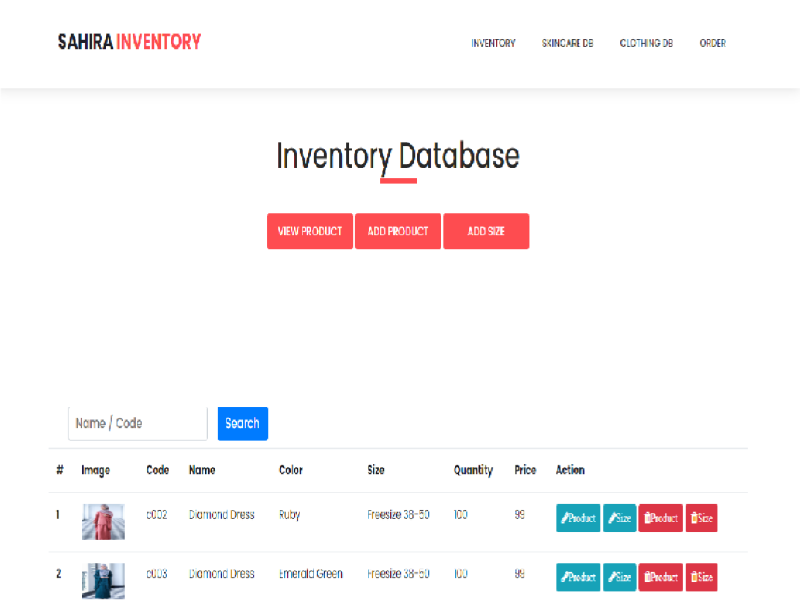 SAHIRA INVENTORY INVENTORY SKINCARE DB CLOTHING DB ORDER
Inventory Database
VIEW PRODUCT ADD PRODUCT ADD SIZE
Name / Code Search
# Image Code Name Color Size Quantity Price Action
1 c002 Diamond Dress Ruby Freesize 38-50 100 99 Product Size Product Size
2 c003 Diamond Dress Emerald Green Freesize 38-50 100 99 Product Size Product Size